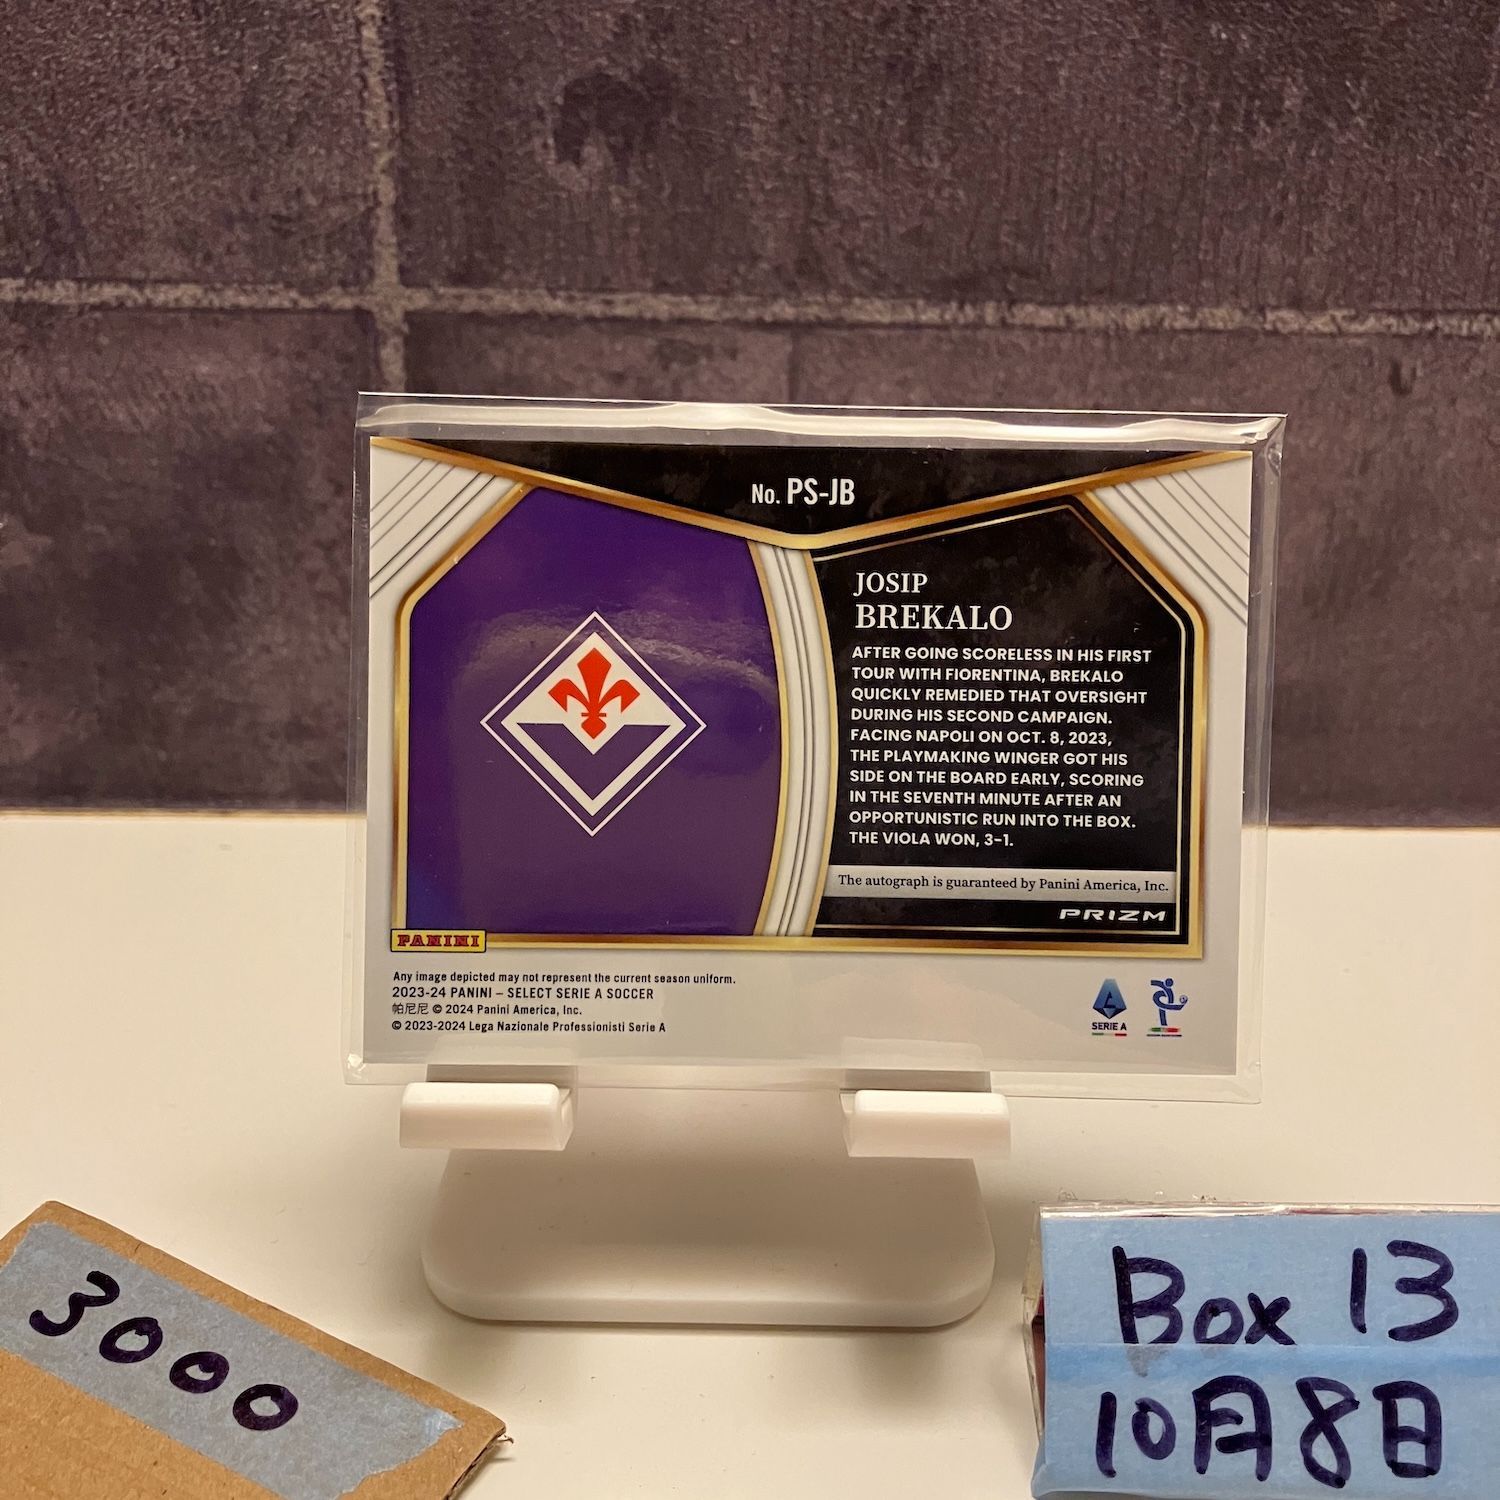 No. PS-JB
JOSIP
BREKALO
AFTER GOING SCORELESS IN HIS FIRST
TOUR WITH FIORENTINA, BREKALO
QUICKLY REMEDIED THAT OVERSIGHT
DURING HIS SECOND CAMPAIGN.
FACING NAPOLI ON OCT. 8, 2023,
THE PLAYMAKING WINGER GOT HIS
SIDE ON THE BOARD EARLY, SCORING
IN THE SEVENTH MINUTE AFTER AN
OPPORTUNISTIC RUN INTO THE BOX.
THE VIOLA WON, 3-1.
The autograph is guaranteed by Panini America, Inc.
PRIZM
PANINI
Any image depicted may not represent the current season uniform.
2023-24 PANINI – SELECT SERIE A SOCCER
帕尼尼 © 2024 Panini America, Inc.
© 2023-2024 Lega Nazionale Professionisti Serie A
SERIE A
3000
Box 13
10月8日